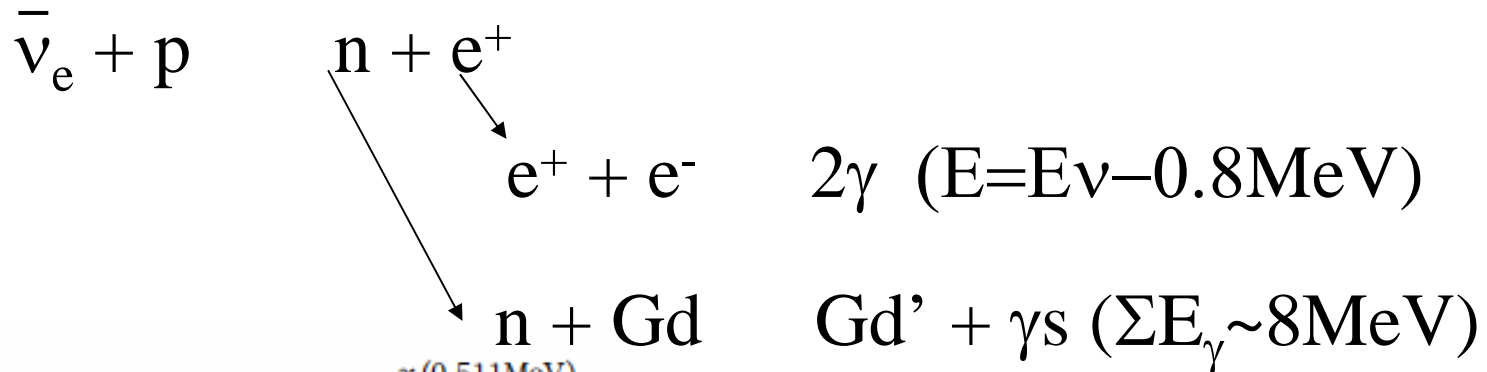 ν̅e + p n + e⁺
e⁺ + e⁻ 2γ (E=Eν−0.8MeV)
n + Gd Gd’ + γs (ΣEγ~8MeV)